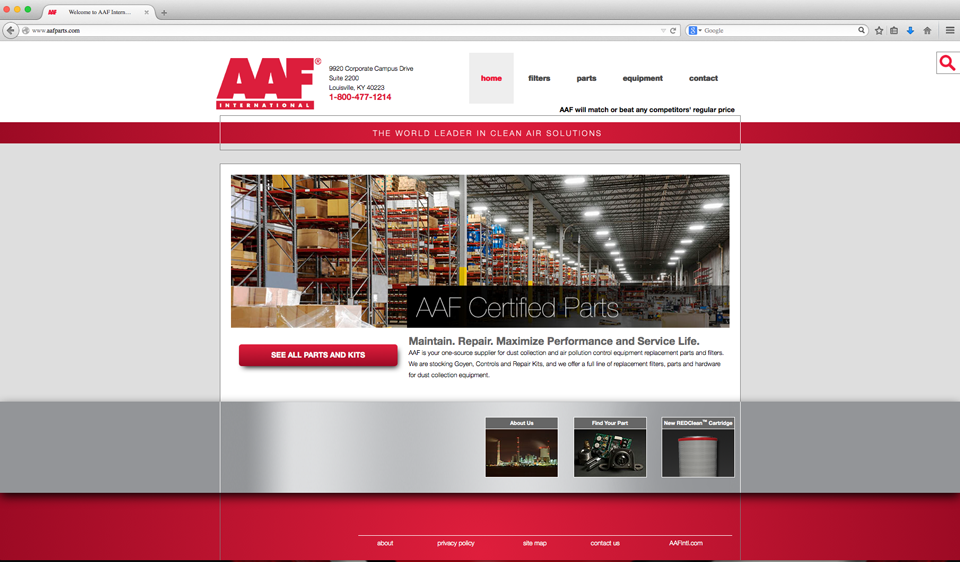 AAF Welcome to AAF Intern...
www.aafparts.com
Google
AAF®
INTERNATIONAL
9920 Corporate Campus Drive
Suite 2200
Louisville, KY 40223
1-800-477-1214
home filters parts equipment contact
AAF will match or beat any competitors' regular price
THE WORLD LEADER IN CLEAN AIR SOLUTIONS
AAF Certified Parts
SEE ALL PARTS AND KITS
Maintain. Repair. Maximize Performance and Service Life.
AAF is your one-source supplier for dust collection and air pollution control equipment replacement parts and filters.
We are stocking Goyen, Controls and Repair Kits, and we offer a full line of replacement filters, parts and hardware
for dust collection equipment.
About Us Find Your Part New REDClean™ Cartridge
about privacy policy site map contact us AAFintl.com